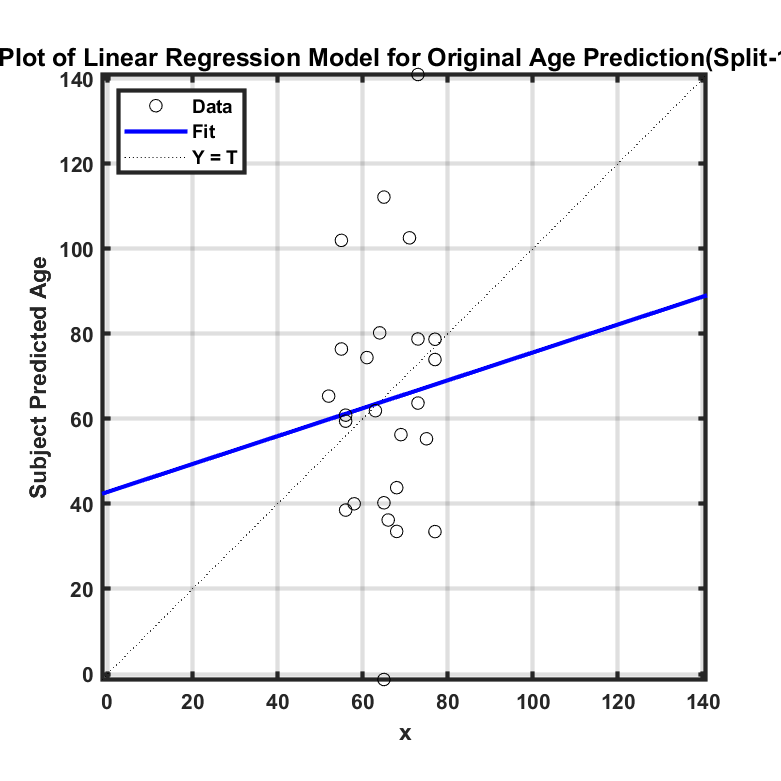 Plot of Linear Regression Model for Original Age Prediction(Split-1
Data
Fit
Y = T
140
120
100
80
60
40
20
0
Subject Predicted Age
0 20 40 60 80 100 120 140
x